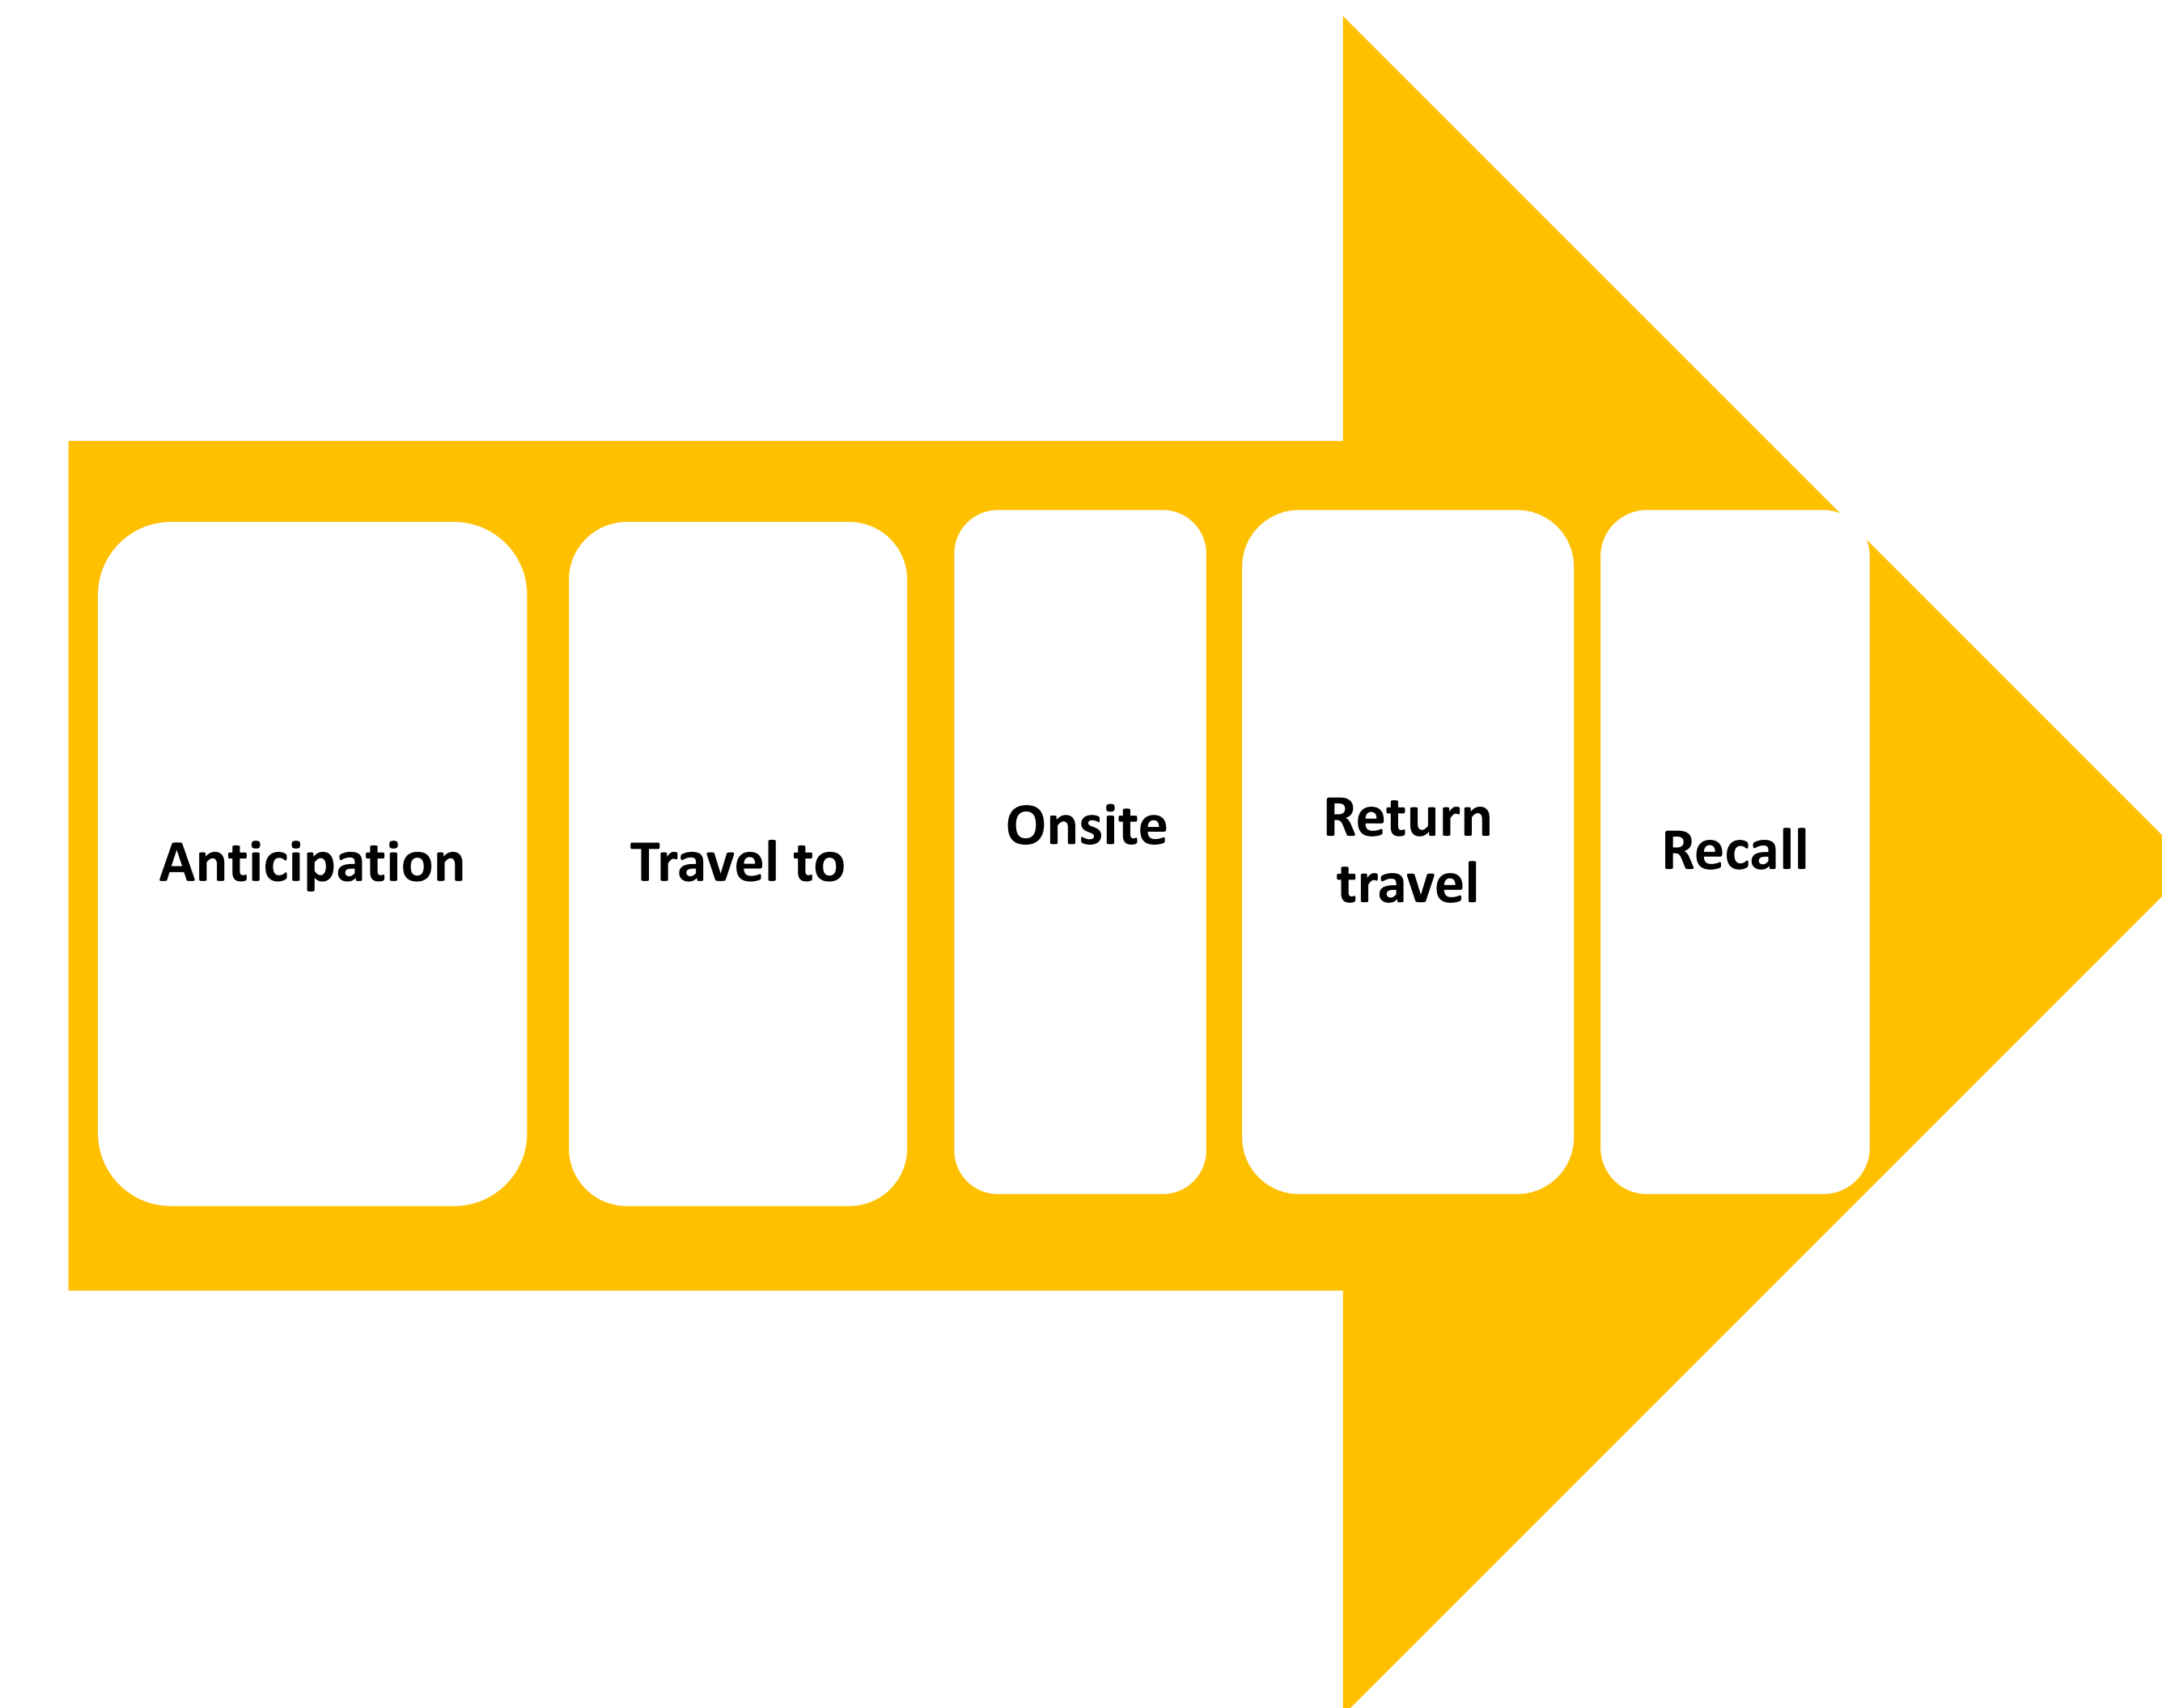 Anticipation
Travel to
Onsite
Return
travel
Recall